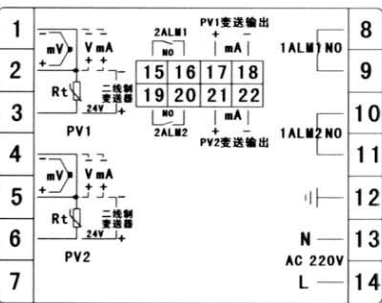 1
mV
V mA
+ +
2
Rt
二线制
变送器
24V
3
PV1
4
mV
V mA
+ +
5
Rt
二线制
变送器
24V
6
PV2
7
2ALM1
NO
PV1变送输出
+ mA -
15 16 17 18
19 20 21 22
NO
2ALM2
+ mA -
PV2变送输出
8
1ALM1 NO
9
10
1ALM2 NO
11
12
N 13
AC 220V
L 14